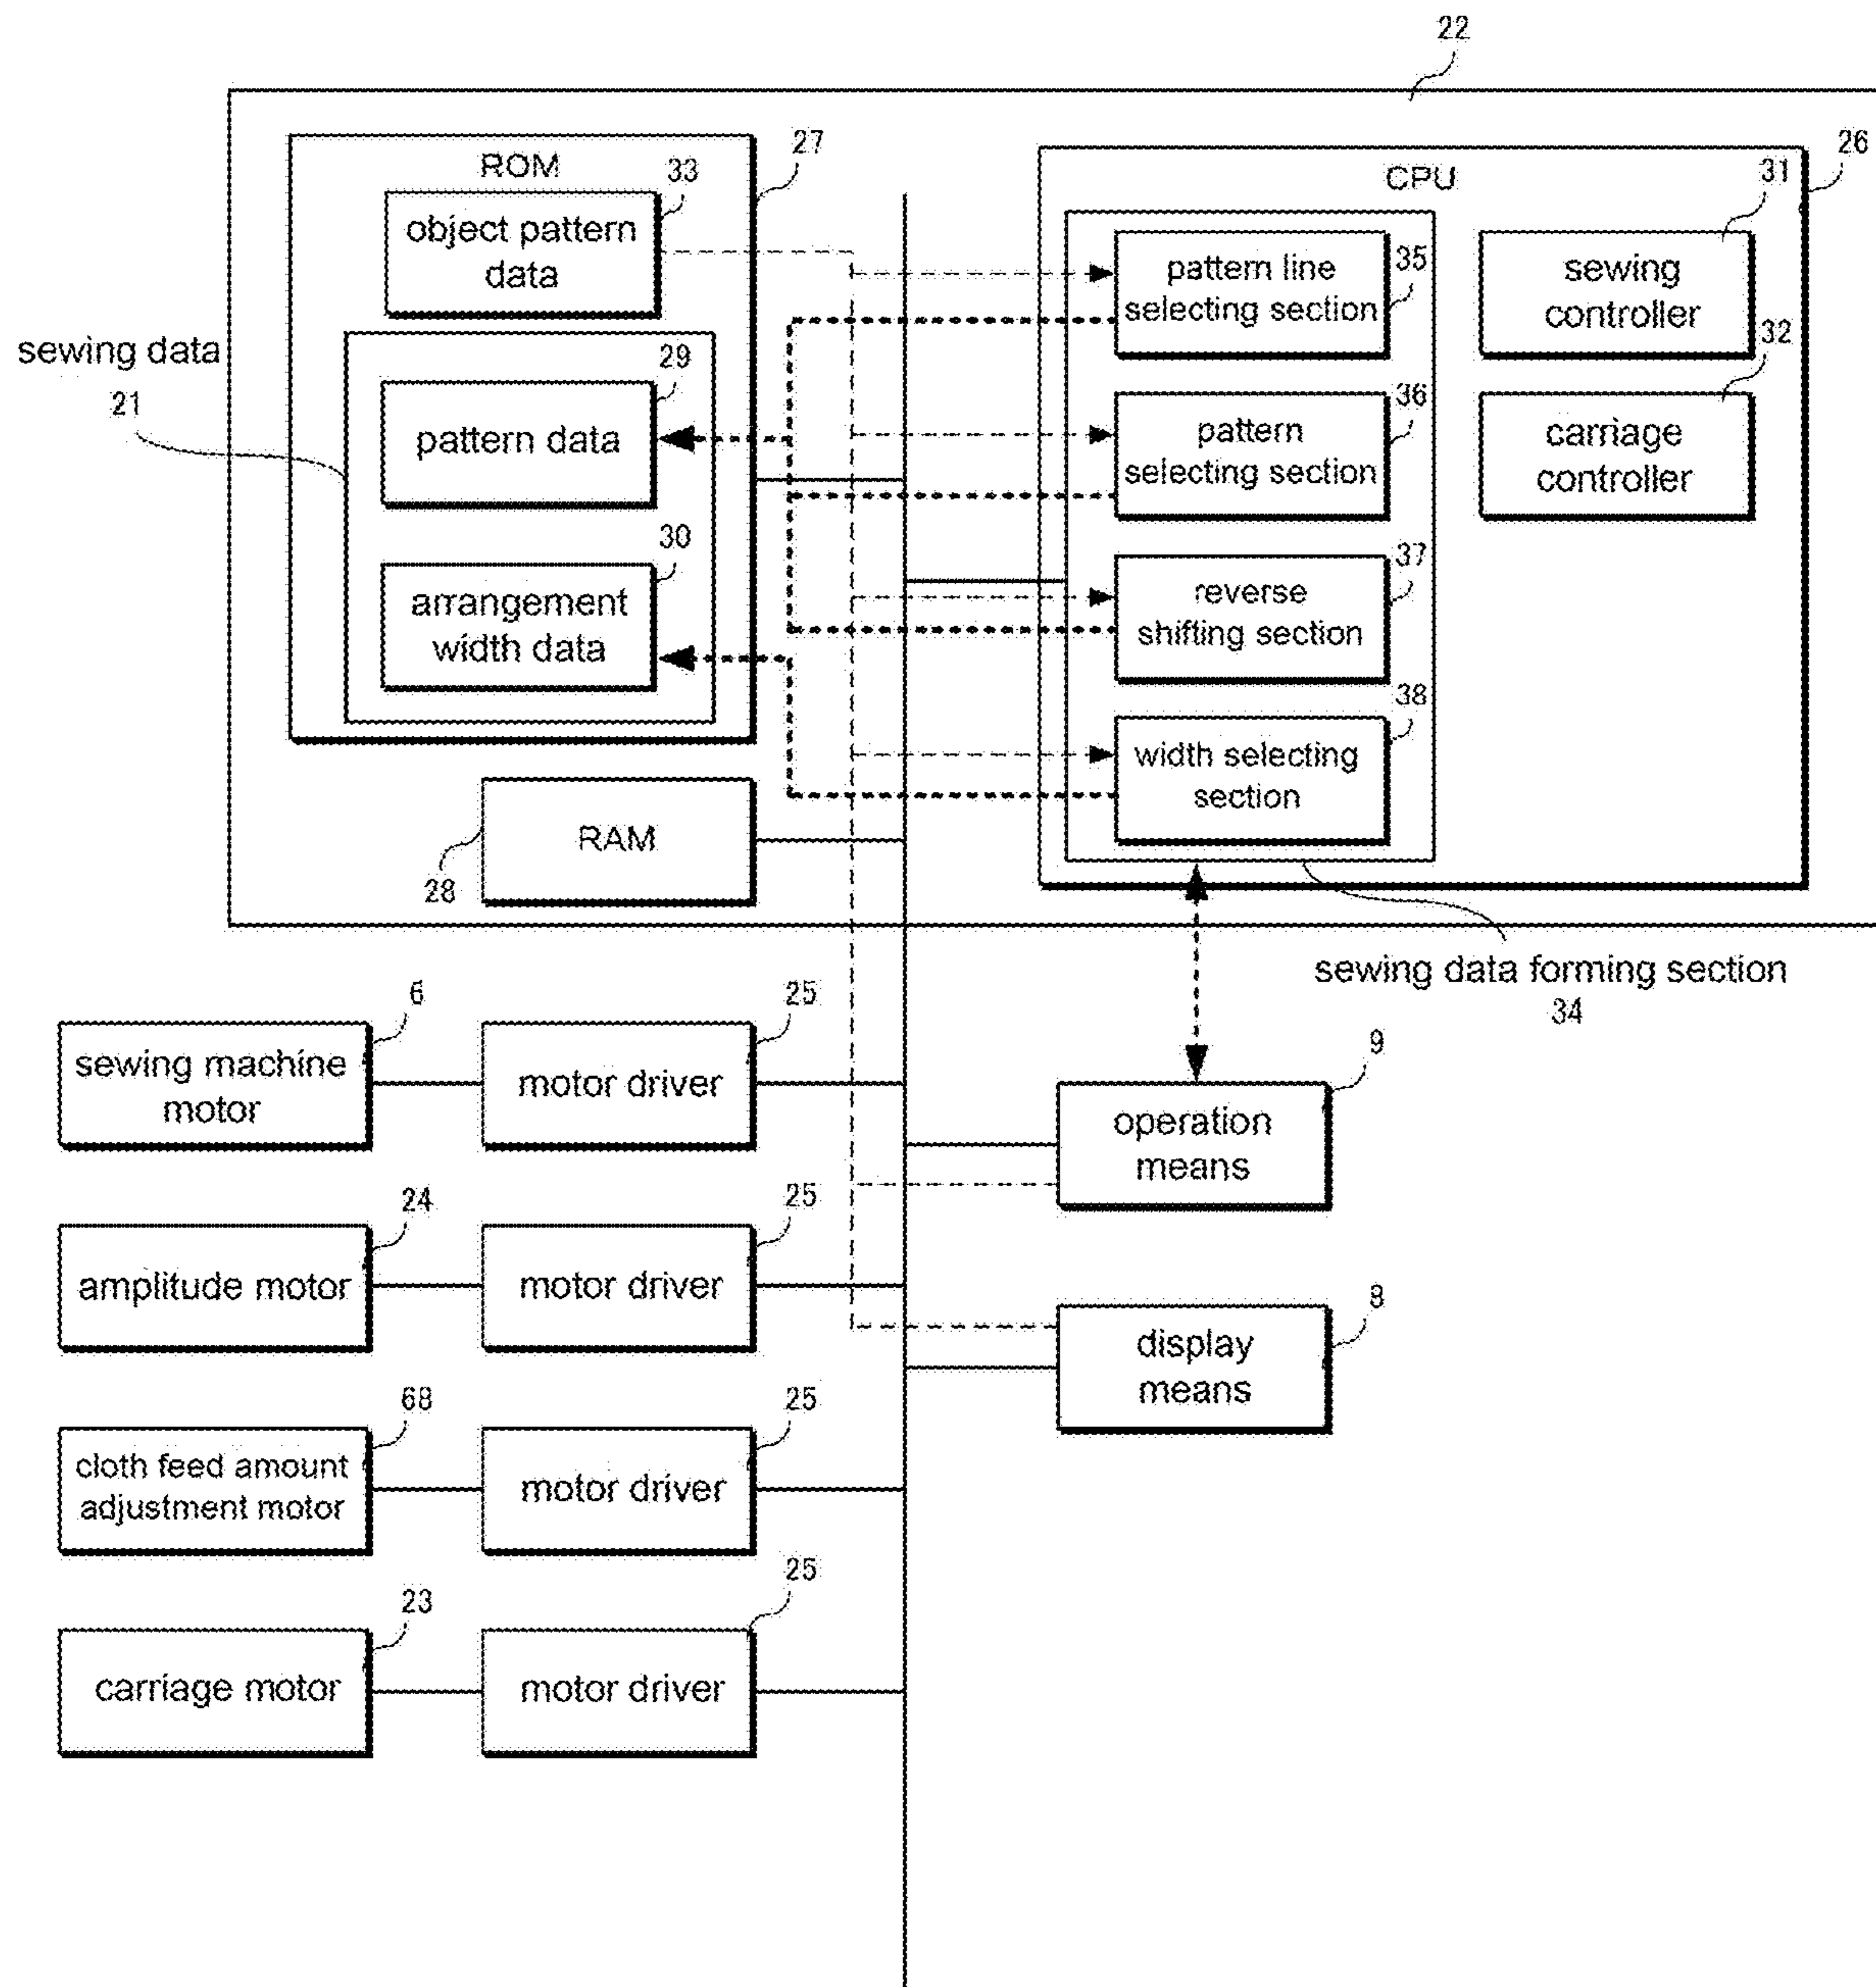 22
27
ROM
33
object pattern
data
sewing data
21
29
pattern data
30
arrangement
width data
RAM
28
26
CPU
31
sewing
controller
32
carriage
controller
35
pattern line
selecting section
36
pattern
selecting section
37
reverse
shifting section
38
width selecting
section
sewing data forming section
34
6
sewing machine
motor
25
motor driver
9
operation
means
24
amplitude motor
25
motor driver
8
display
means
68
cloth feed amount
adjustment motor
25
motor driver
23
carriage motor
25
motor driver